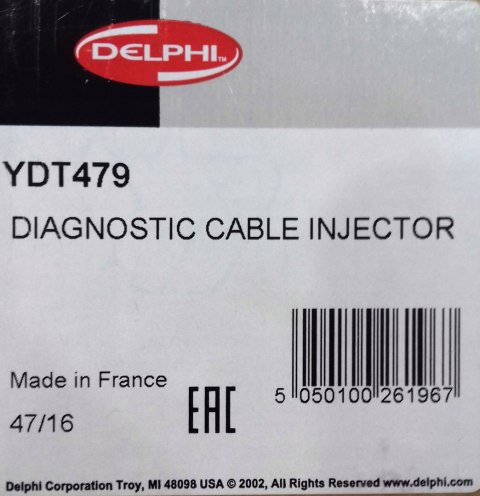 DELPHI™
YDT479
DIAGNOSTIC CABLE INJECTOR
Made in France
47/16
EAC
5 050100 261967
Delphi Corporation Troy, MI 48098 USA © 2002, All Rights Reserved www.delphi.com